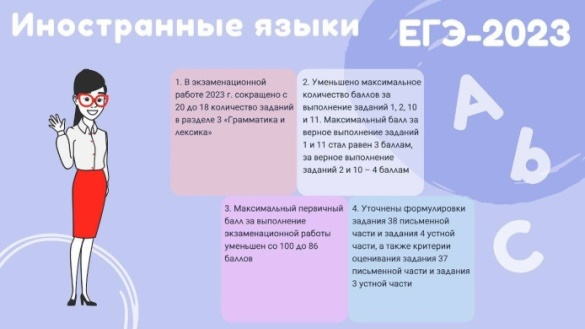 Иностранные языки
ЕГЭ-2023
1. В экзаменационной
работе 2023 г. сокращено с
20 до 18 количество заданий
в разделе 3 «Грамматика и
лексика»
2. Уменьшено максимальное
количество баллов за
выполнение заданий 1, 2, 10
и 11. Максимальный балл за
верное выполнение заданий
1 и 11 стал равен 3 баллам,
за верное выполнение
заданий 2 и 10 – 4 баллам
3. Максимальный первичный
балл за выполнение
экзаменационной работы
уменьшен со 100 до 86
баллов
4. Уточнены формулировки
задания 38 письменной
части и задания 4 устной
части, а также критерии
оценивания задания 37
письменной части и задания
3 устной части
A
b
C